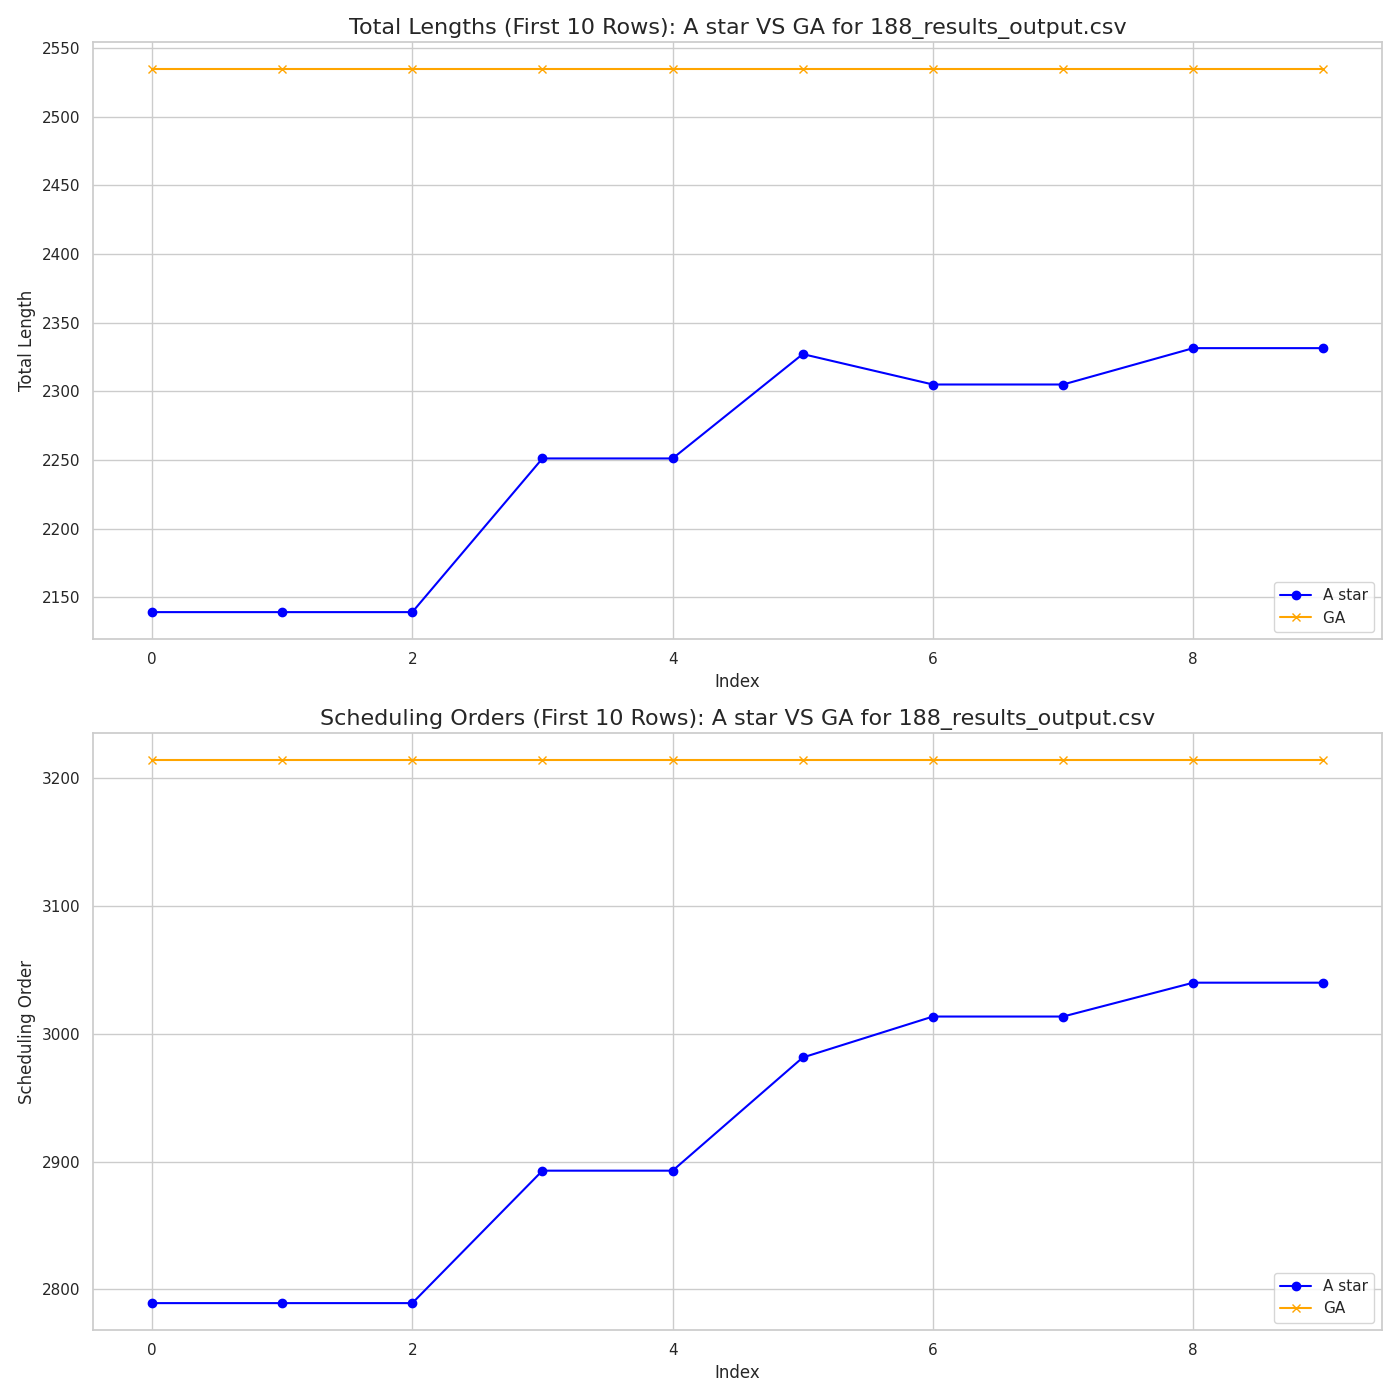 Total Lengths (First 10 Rows): A star VS GA for 188_results_output.csv
2550
2500
2450
2400
2350
2300
2250
2200
2150
Total Length
A star
GA
0 2 4 6 8
Index
Scheduling Orders (First 10 Rows): A star VS GA for 188_results_output.csv
3200
3100
3000
2900
2800
Scheduling Order
A star
GA
0 2 4 6 8
Index